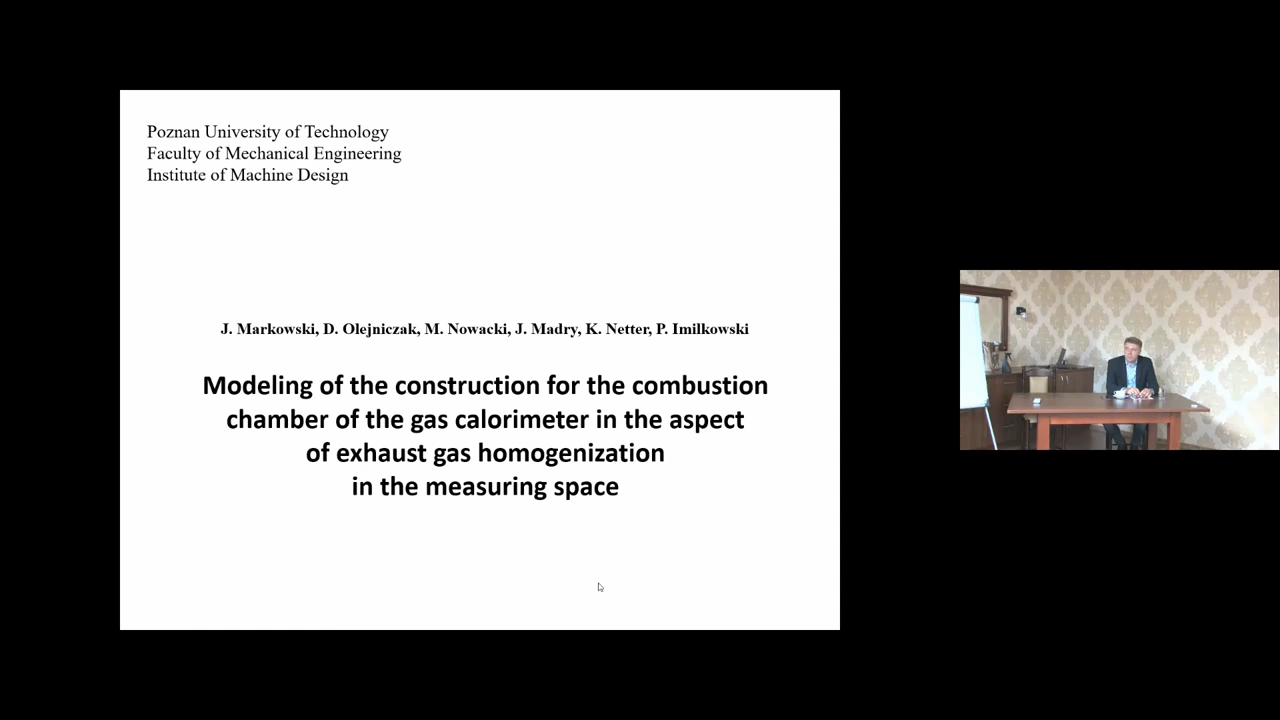 Poznan University of Technology
Faculty of Mechanical Engineering
Institute of Machine Design
J. Markowski, D. Olejniczak, M. Nowacki, J. Madry, K. Netter, P. Imilkowski
Modeling of the construction for the combustion
chamber of the gas calorimeter in the aspect
of exhaust gas homogenization
in the measuring space